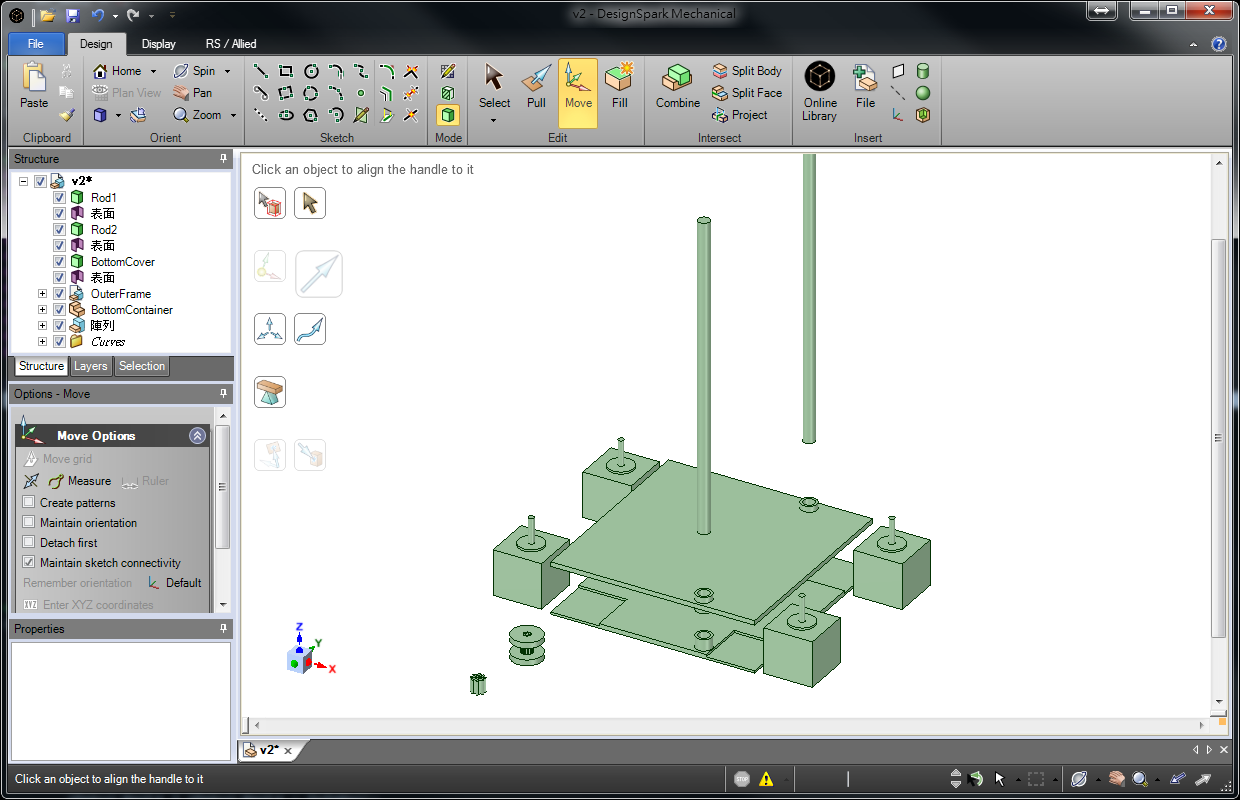 v2 - DesignSpark Mechanical
File Design Display RS / Allied
Home Spin
Plan View Pan
Zoom
Paste
Select Pull Move Fill
Combine
Split Body
Split Face
Project
Online Library
File
Clipboard Orient Sketch Mode Edit Intersect Insert
Structure
v2*
Rod1
表面
Rod2
表面
BottomCover
表面
OuterFrame
BottomContainer
陣列
Curves
Structure Layers Selection
Options - Move
Move Options
Move grid
Measure Ruler
Create patterns
Maintain orientation
Detach first
Maintain sketch connectivity
Remember orientation Default
XYZ Enter XYZ coordinates
Properties
Click an object to align the handle to it
Z
Y
X
v2*
Click an object to align the handle to it
STOP